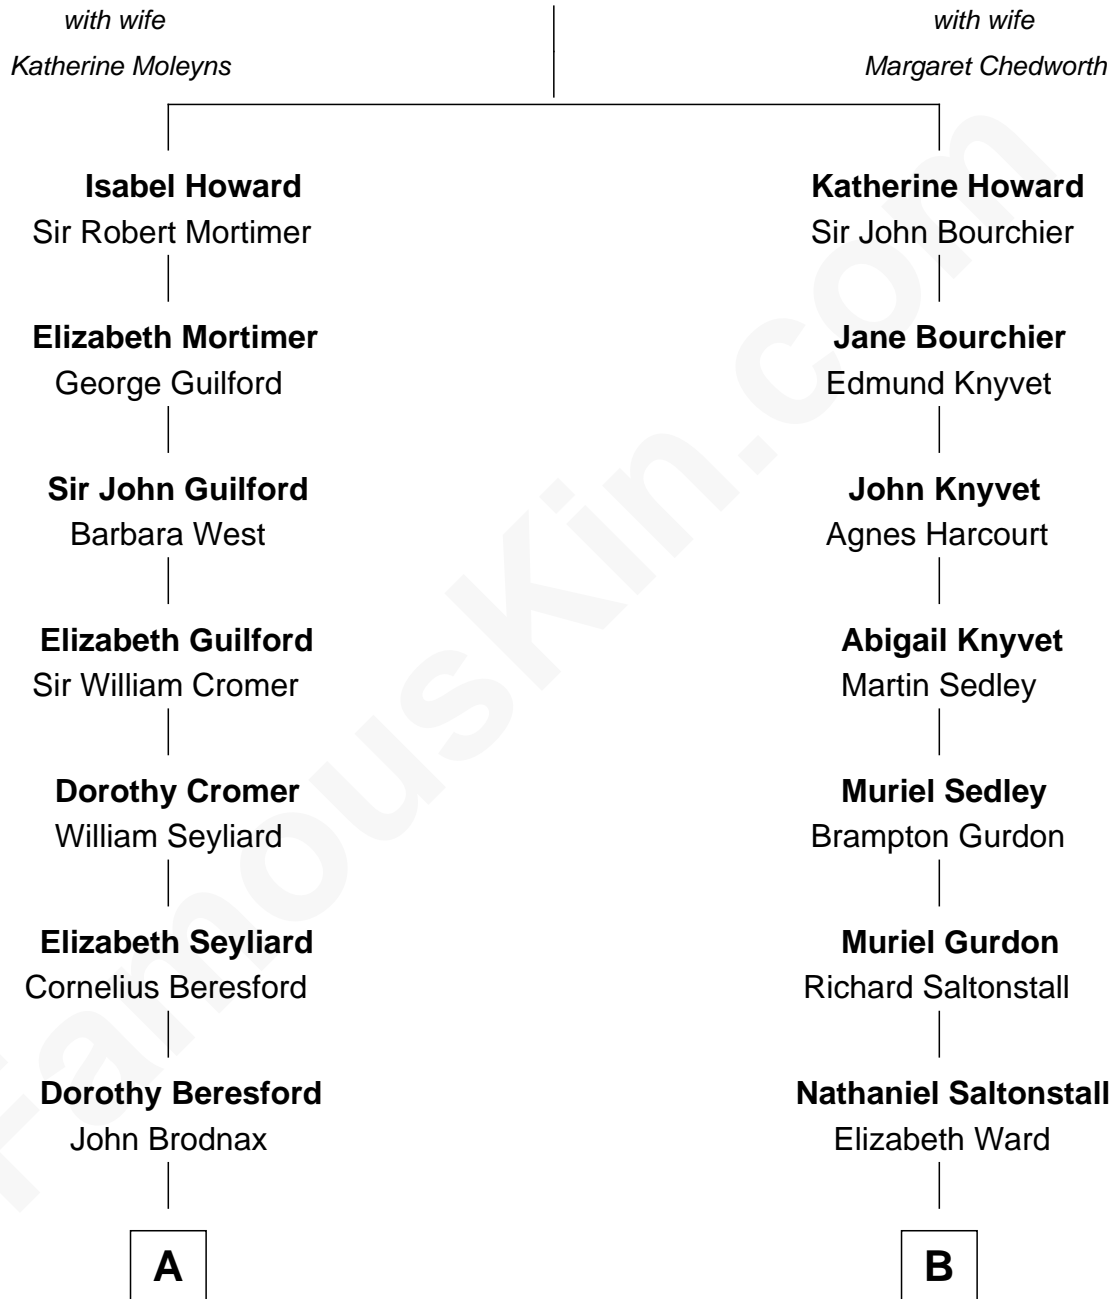 with wife
Katherine Moleyns
with wife
Margaret Chedworth
Isabel Howard
Sir Robert Mortimer
Katherine Howard
Sir John Bourchier
Elizabeth Mortimer
George Guilford
Jane Bourchier
Edmund Knyvet
Sir John Guilford
Barbara West
John Knyvet
Agnes Harcourt
Elizabeth Guilford
Sir William Cromer
Abigail Knyvet
Martin Sedley
Dorothy Cromer
William Seyliard
Muriel Sedley
Brampton Gurdon
Elizabeth Seyliard
Cornelius Beresford
Muriel Gurdon
Richard Saltonstall
Dorothy Beresford
John Brodnax
Nathaniel Saltonstall
Elizabeth Ward
A
B
FamousKin.com